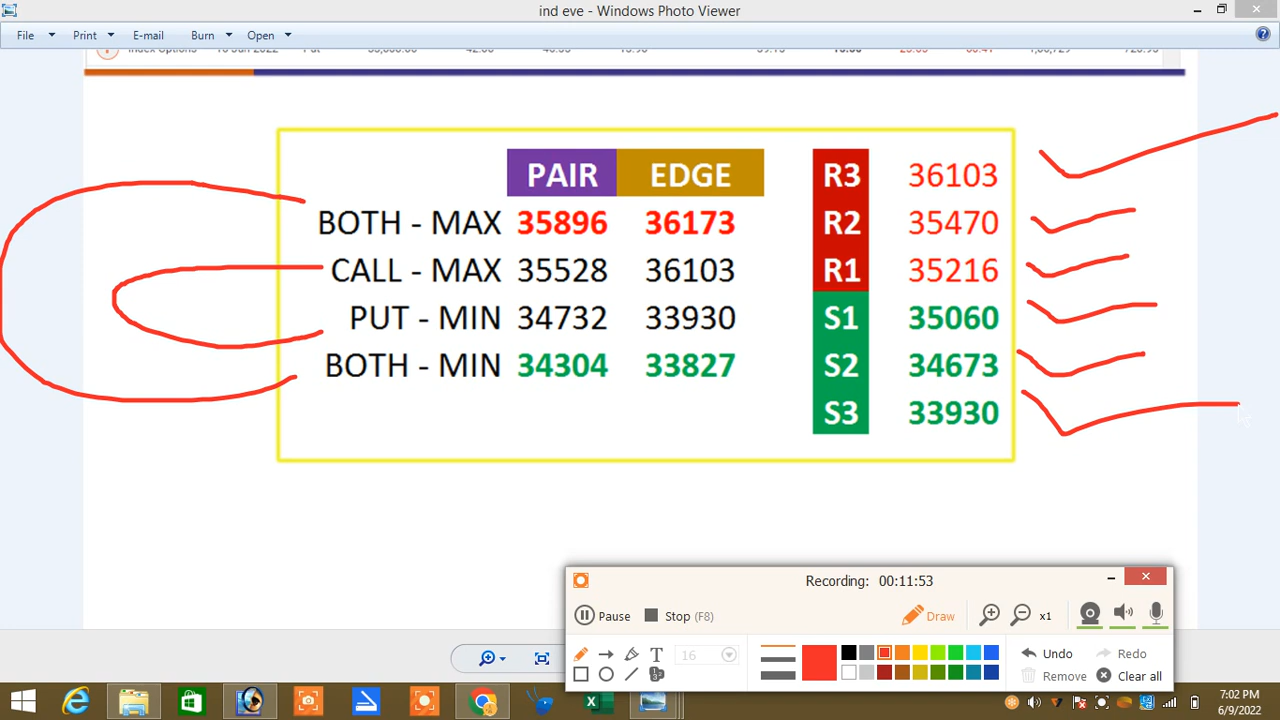 ind eve - Windows Photo Viewer
File Print E-mail Burn Open
Index Options
PAIR EDGE
BOTH - MAX 35896 36173
CALL - MAX 35528 36103
PUT - MIN 34732 33930
BOTH - MIN 34304 33827
R3 36103
R2 35470
R1 35216
S1 35060
S2 34673
S3 33930
Recording: 00:11:53
Pause Stop (F8) Draw x1
T 16 Undo Redo
Remove Clear all
7:02 PM
6/9/2022